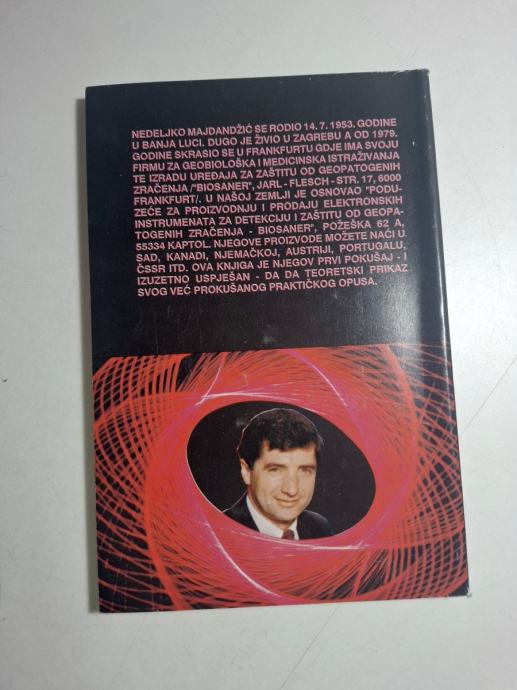 NEDELJKO MAJDANDŽIĆ SE RODIO 14. 7. 1953. GODINE
U BANJA LUCI. DUGO JE ŽIVIO U ZAGREBU A OD 1979.
GODINE SKRASIO SE U FRANKFURTU GDJE IMA SVOJU
FIRMU ZA GEOBIOLOŠKA I MEDICINSKA ISTRAŽIVANJA
TE IZRADU UREĐAJA ZA ZAŠTITU OD GEOPATOGENIH
ZRAČENJA /"BIOSANER", JARL - FLESCH - STR. 17, 6000
FRANKFURT/. U NAŠOJ ZEMLJI JE OSNOVAO "PODU-
ZEĆE ZA PROIZVODNJU I PRODAJU ELEKTRONSKIH
INSTRUMENATA ZA DETEKCIJU I ZAŠTITU OD GEOPA-
TOGENIH ZRAČENJA - BIOSANER", POŽEŠKA 62 A,
55334 KAPTOL. NJEGOVE PROIZVODE MOŽETE NAĆI U
SAD, KANADI, NJEMAČKOJ, AUSTRIJI, PORTUGALU,
ČSSR ITD. OVA KNJIGA JE NJEGOV PRVI POKUŠAJ - I
IZUZETNO USPJEŠAN - DA DA TEORETSKI PRIKAZ
SVOG VEĆ PROKUŠANOG PRAKTIČKOG OPUSA.